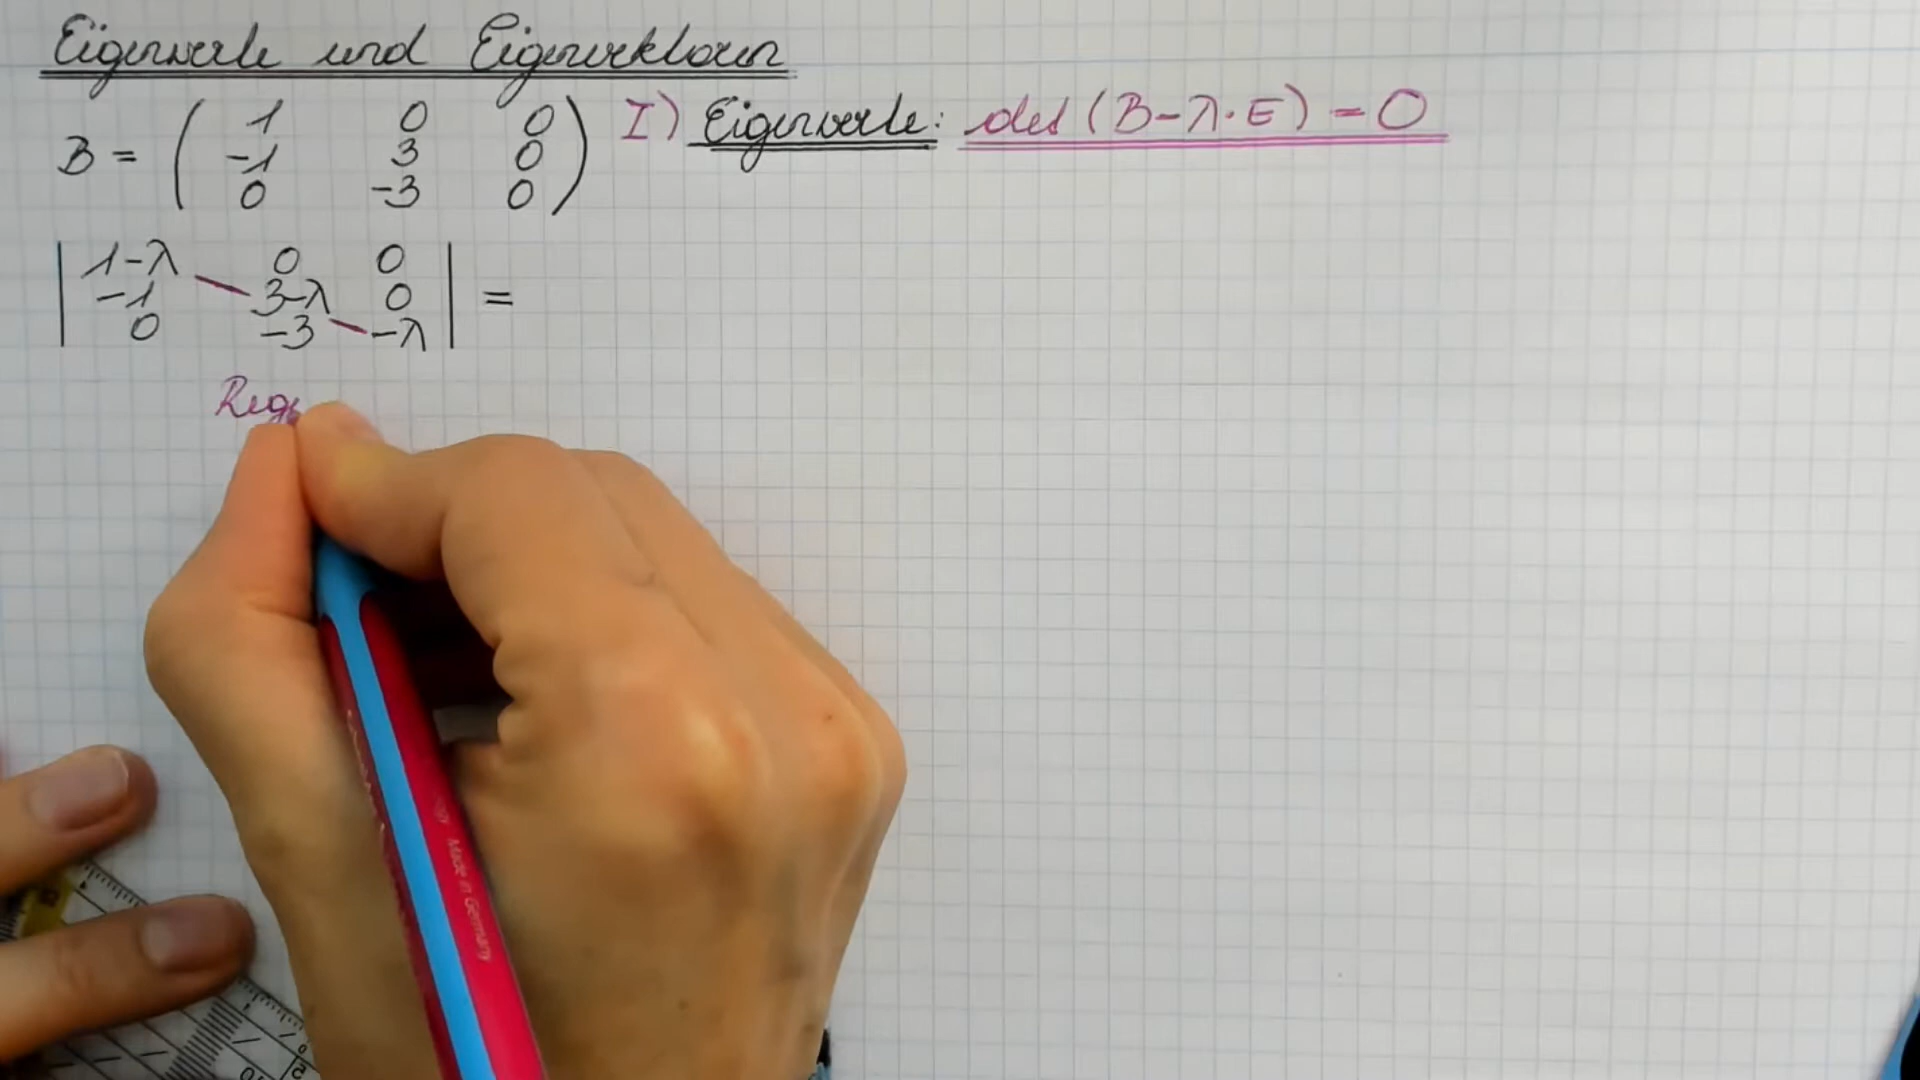 Eigenwerte und Eigenvektoren
B = ( 1 0 0
-1 3 0
0 -3 0 )
I) Eigenwerte: det (B-λ·E) = 0
| 1-λ 0 0
-1 3-λ 0
0 -3 -λ | =
Rege
Made in Germany